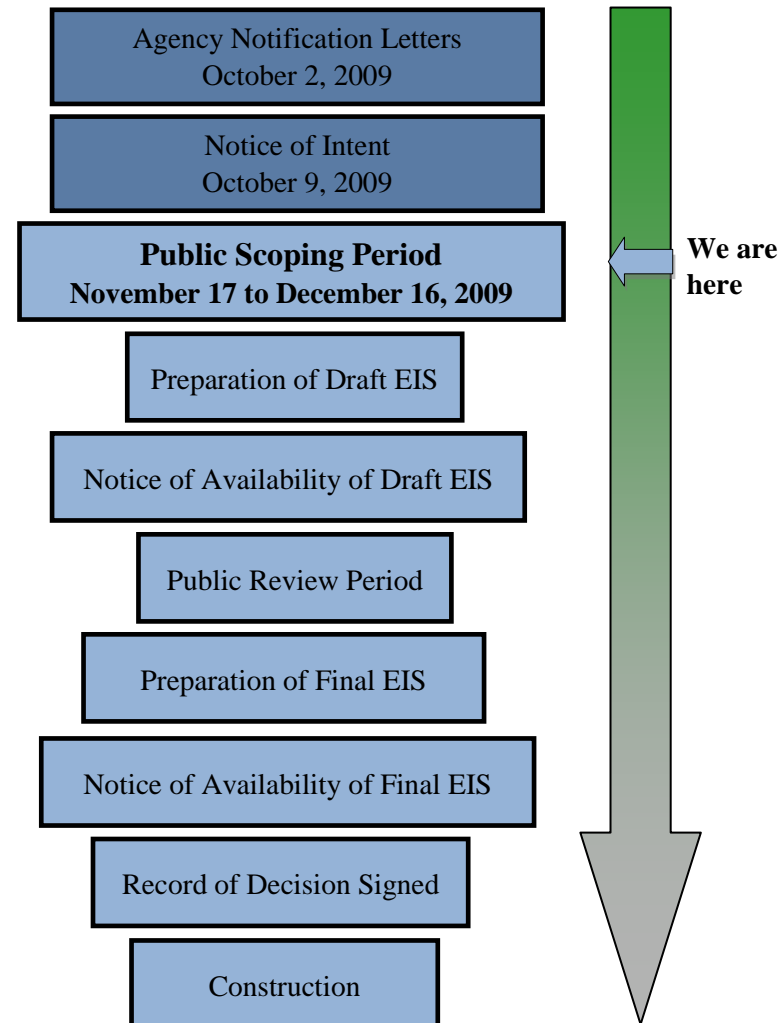 Agency Notification Letters
October 2, 2009
Notice of Intent
October 9, 2009
Public Scoping Period
November 17 to December 16, 2009
We are
here
Preparation of Draft EIS
Notice of Availability of Draft EIS
Public Review Period
Preparation of Final EIS
Notice of Availability of Final EIS
Record of Decision Signed
Construction